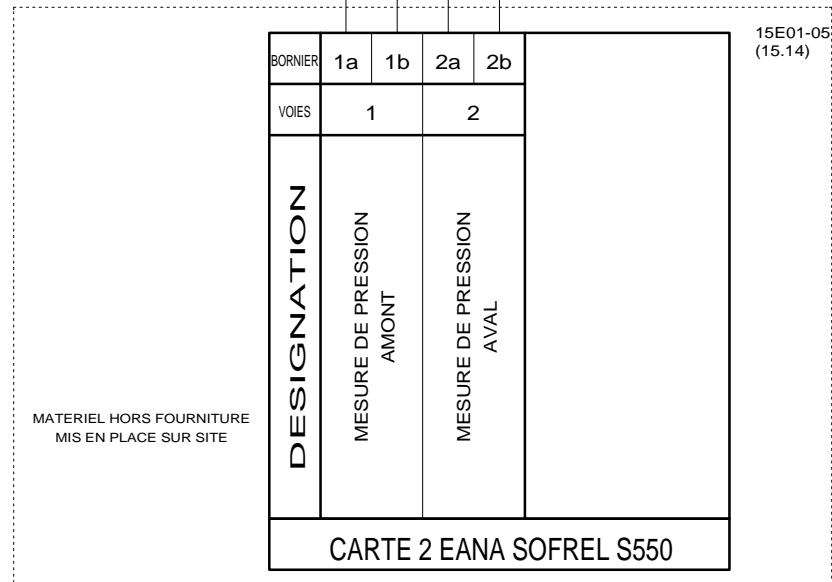 15E01-05
(15.14)
BORNIER 1a 1b 2a 2b
VOIES 1 2
DESIGNATION
MESURE DE PRESSION
AMONT
MESURE DE PRESSION
AVAL
MATERIEL HORS FOURNITURE
MIS EN PLACE SUR SITE
CARTE 2 EANA SOFREL S550